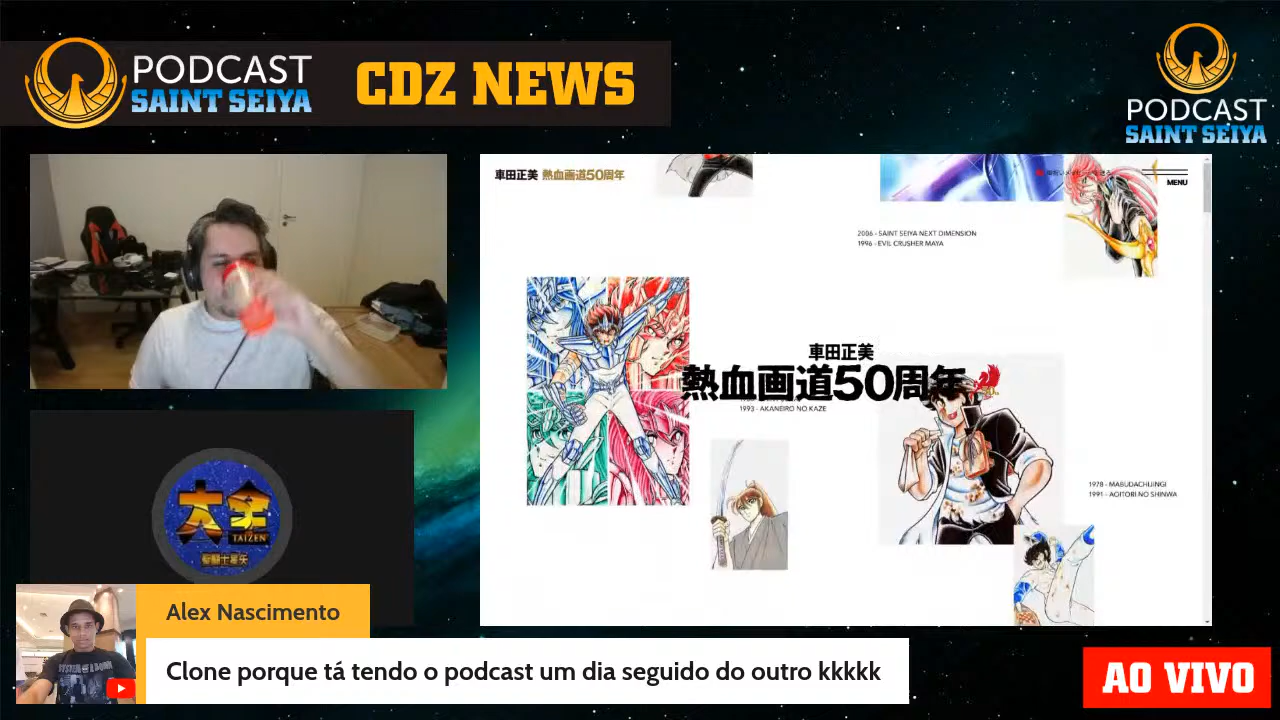 PODCAST
SAINT SEIYA
CDZ NEWS
PODCAST
SAINT SEIYA
車田正美 熱血画道50周年
MENU
2006 - SAINT SEIYA NEXT DIMENSION
1996 - EVIL CRUSHER MAYA
車田正美
熱血画道50周年
1993 - AKANEIRO NO KAZE
1978 - MABUDACHI JINGI
1991 - AOITORI NO SHINWA
大全
TAIZEN
聖闘士星矢
Alex Nascimento
Clone porque tá tendo o podcast um dia seguido do outro kkkkk
AO VIVO